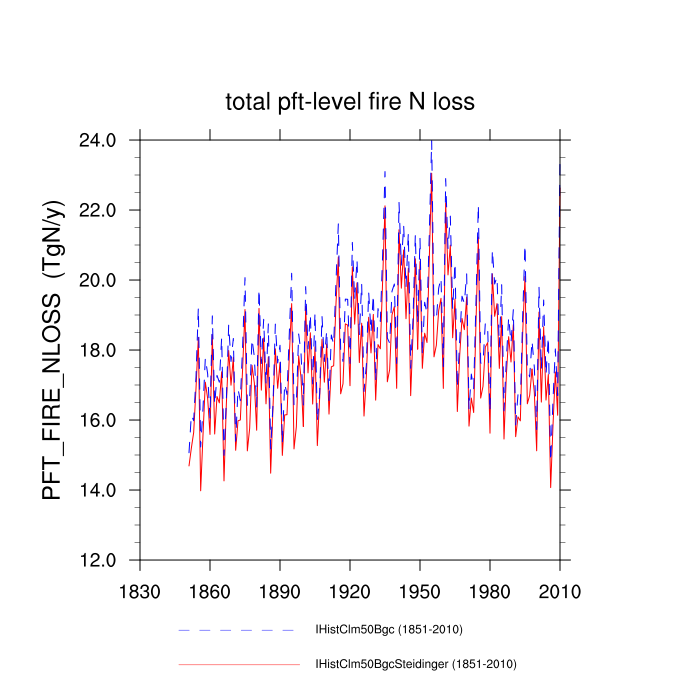 total pft-level fire N loss
PFT_FIRE_NLOSS (TgN/y)
24.0
22.0
20.0
18.0
16.0
14.0
12.0
1830 1860 1890 1920 1950 1980 2010
IHistClm50Bgc (1851-2010)
IHistClm50BgcSteidinger (1851-2010)